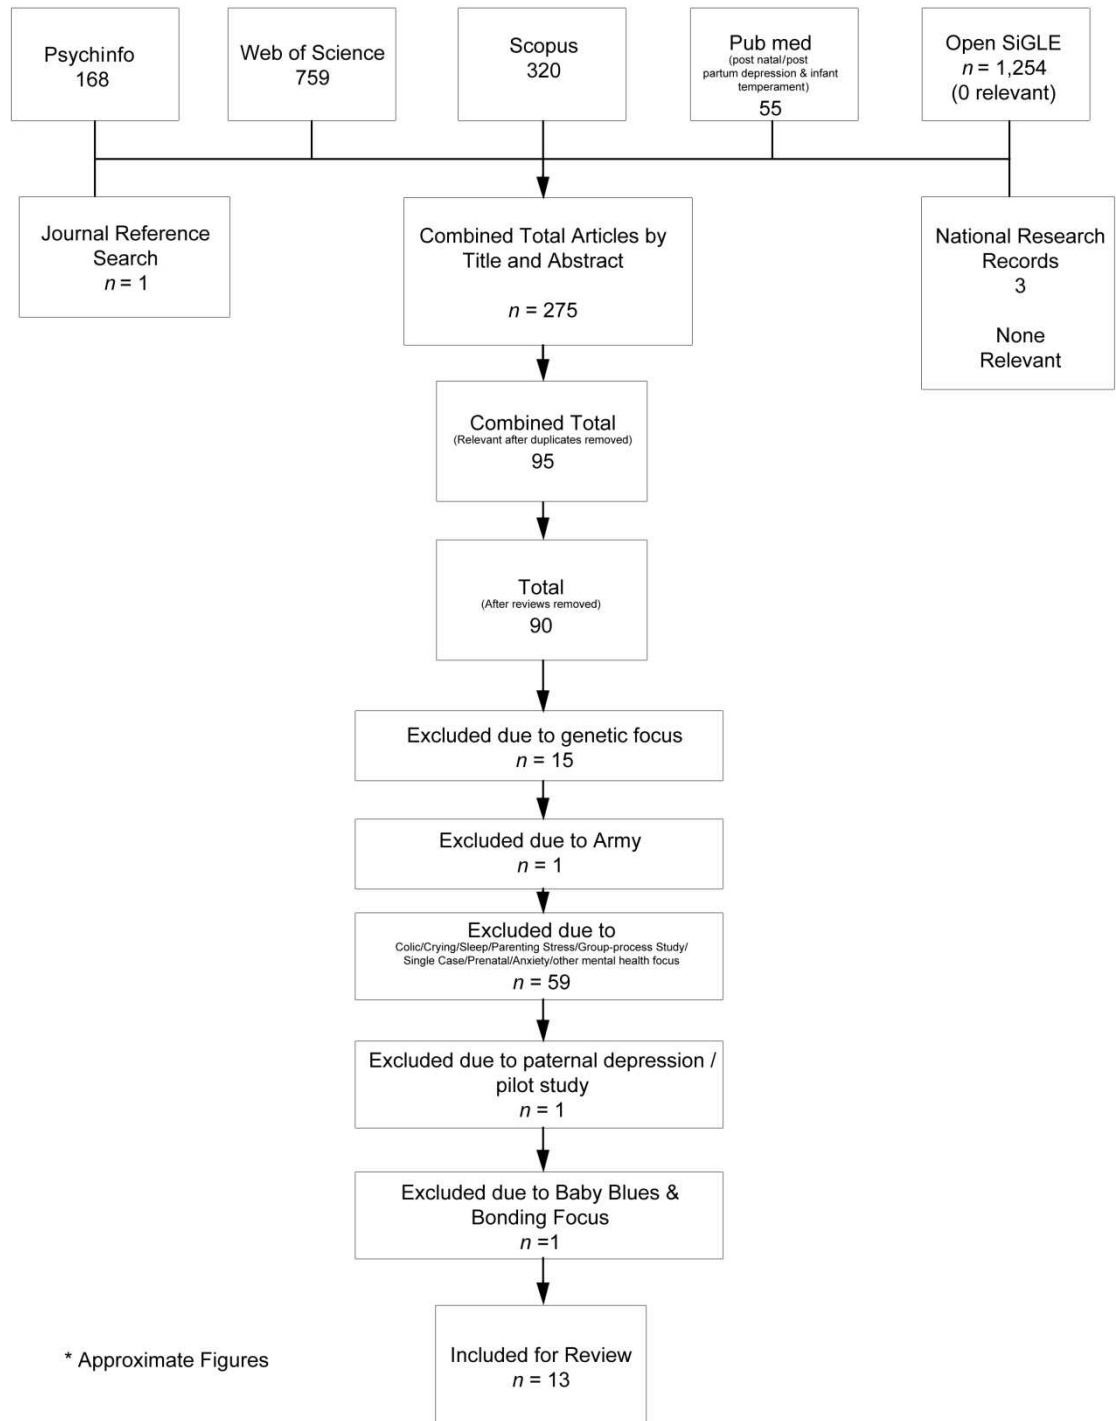 Psychinfo
168
Web of Science
759
Scopus
320
Pub med
(post natal/post
partum depression & infant
temperament)
55
Open SiGLE
n = 1,254
(0 relevant)
Journal Reference
Search
n = 1
Combined Total Articles by
Title and Abstract
n = 275
National Research
Records
3
None
Relevant
Combined Total
(Relevant after duplicates removed)
95
Total
(After reviews removed)
90
Excluded due to genetic focus
n = 15
Excluded due to Army
n = 1
Excluded due to
Colic/Crying/Sleep/Parenting Stress/Group-process Study/
Single Case/Prenatal/Anxiety/other mental health focus
n = 59
Excluded due to paternal depression /
pilot study
n = 1
Excluded due to Baby Blues &
Bonding Focus
n =1
Included for Review
n = 13
* Approximate Figures